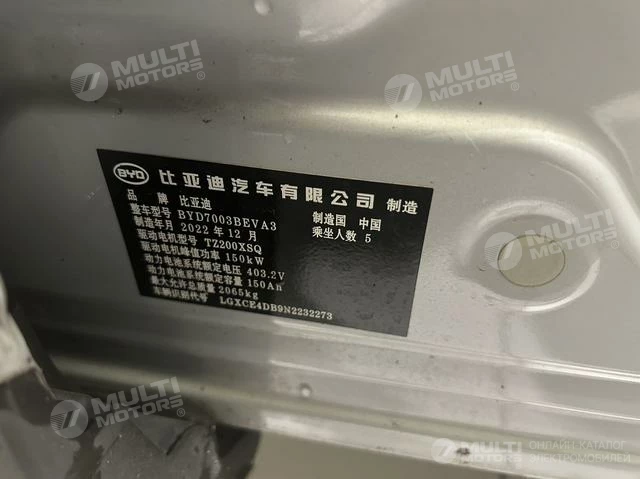 MULTI MOTORS®
MULTI MOTORS®
MULTI MOTORS®
BYD 比亚迪汽车有限公司 制造
品 牌 比亚迪
整车型号 BYD7003BEVA3 制造国 中国
制造年月 2022 年 12 月 乘坐人数 5
驱动电机型号 TZ200XSQ
驱动电机峰值功率 150kW
动力电池系统额定电压 403.2V
动力电池系统额定容量 150Ah
最大允许总质量 2065kg
车辆识别代号 LGXCE4DB9N2232273
MULTI MOTORS®
MULTI MOTORS
ОНЛАЙН-КАТАЛОГ
ЭЛЕКТРОМОБИЛЕЙ